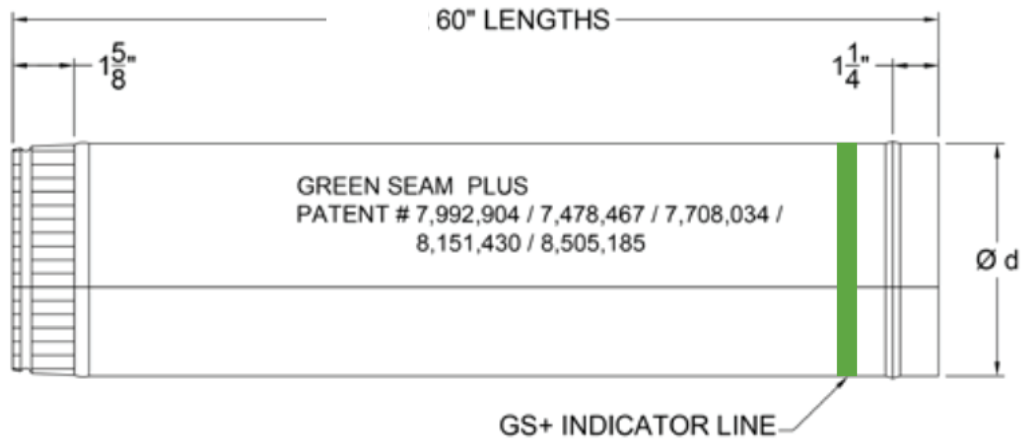 60" LENGTHS
1 5/8"
1 1/4"
GREEN SEAM PLUS
PATENT # 7,992,904 / 7,478,467 / 7,708,034 /
8,151,430 / 8,505,185
Ø d
GS+ INDICATOR LINE